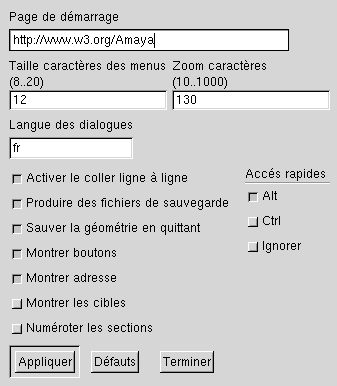 Page de démarrage
http://www.w3.org/Amaya
Taille caractères des menus
(8..20)
12
Zoom caractères
(10..1000)
130
Langue des dialogues
fr
Activer le coller ligne à ligne
Produire des fichiers de sauvegarde
Sauver la géométrie en quittant
Montrer boutons
Montrer adresse
Montrer les cibles
Numéroter les sections
Accés rapides
Alt
Ctrl
Ignorer
Appliquer
Défauts
Terminer